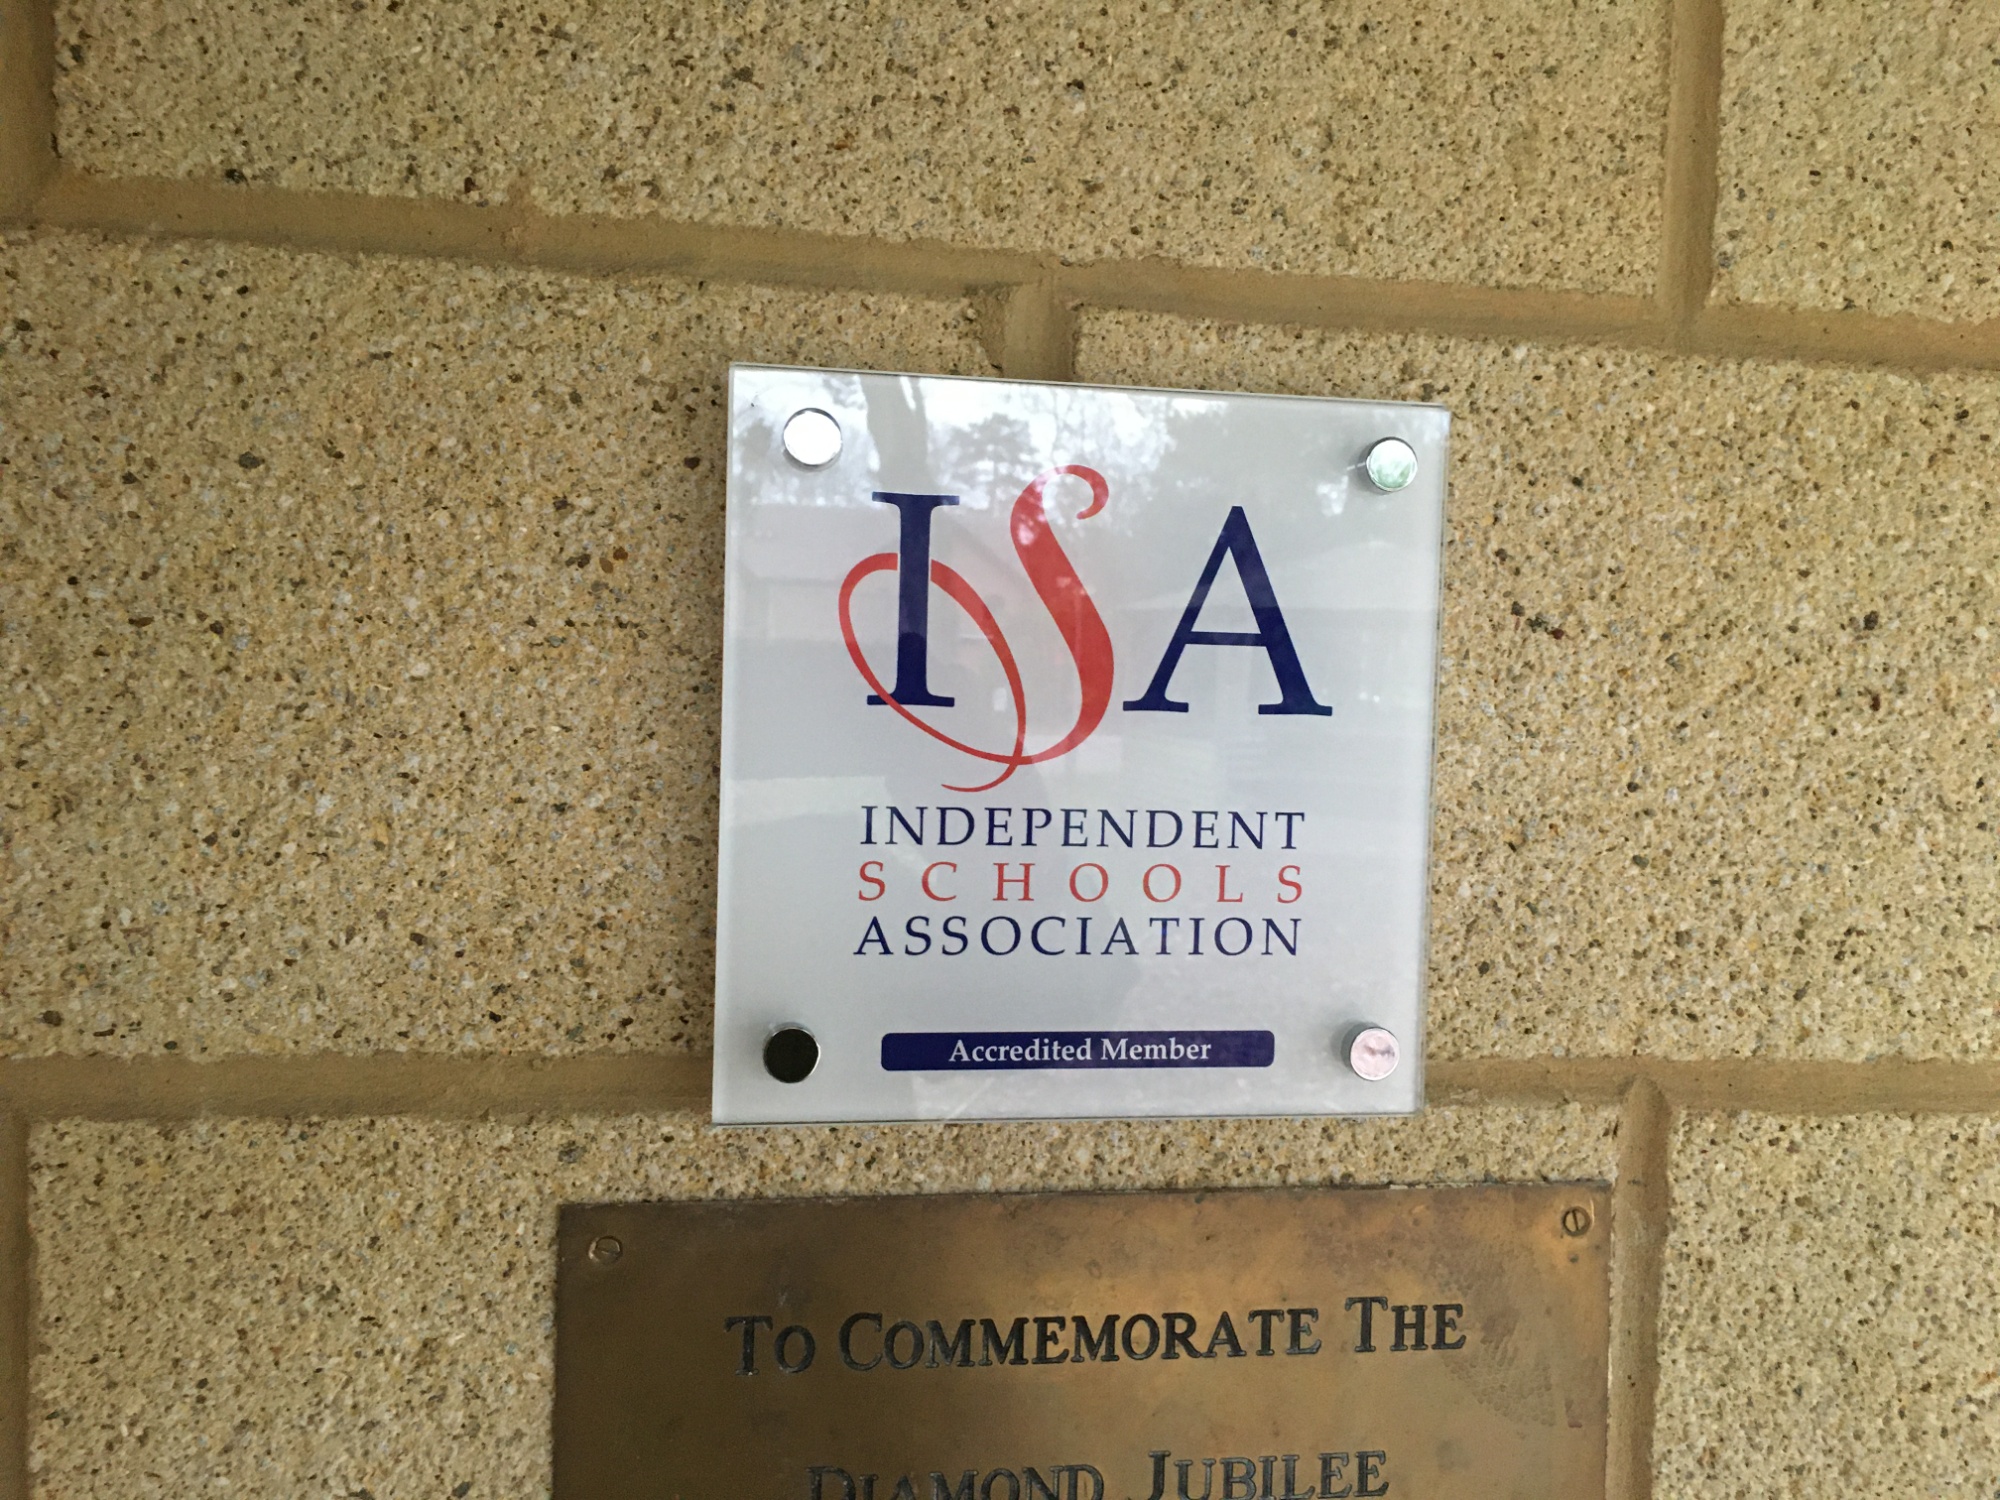 ISA
INDEPENDENT
SCHOOLS
ASSOCIATION
Accredited Member
TO COMMEMORATE THE
DIAMOND JUBILEE